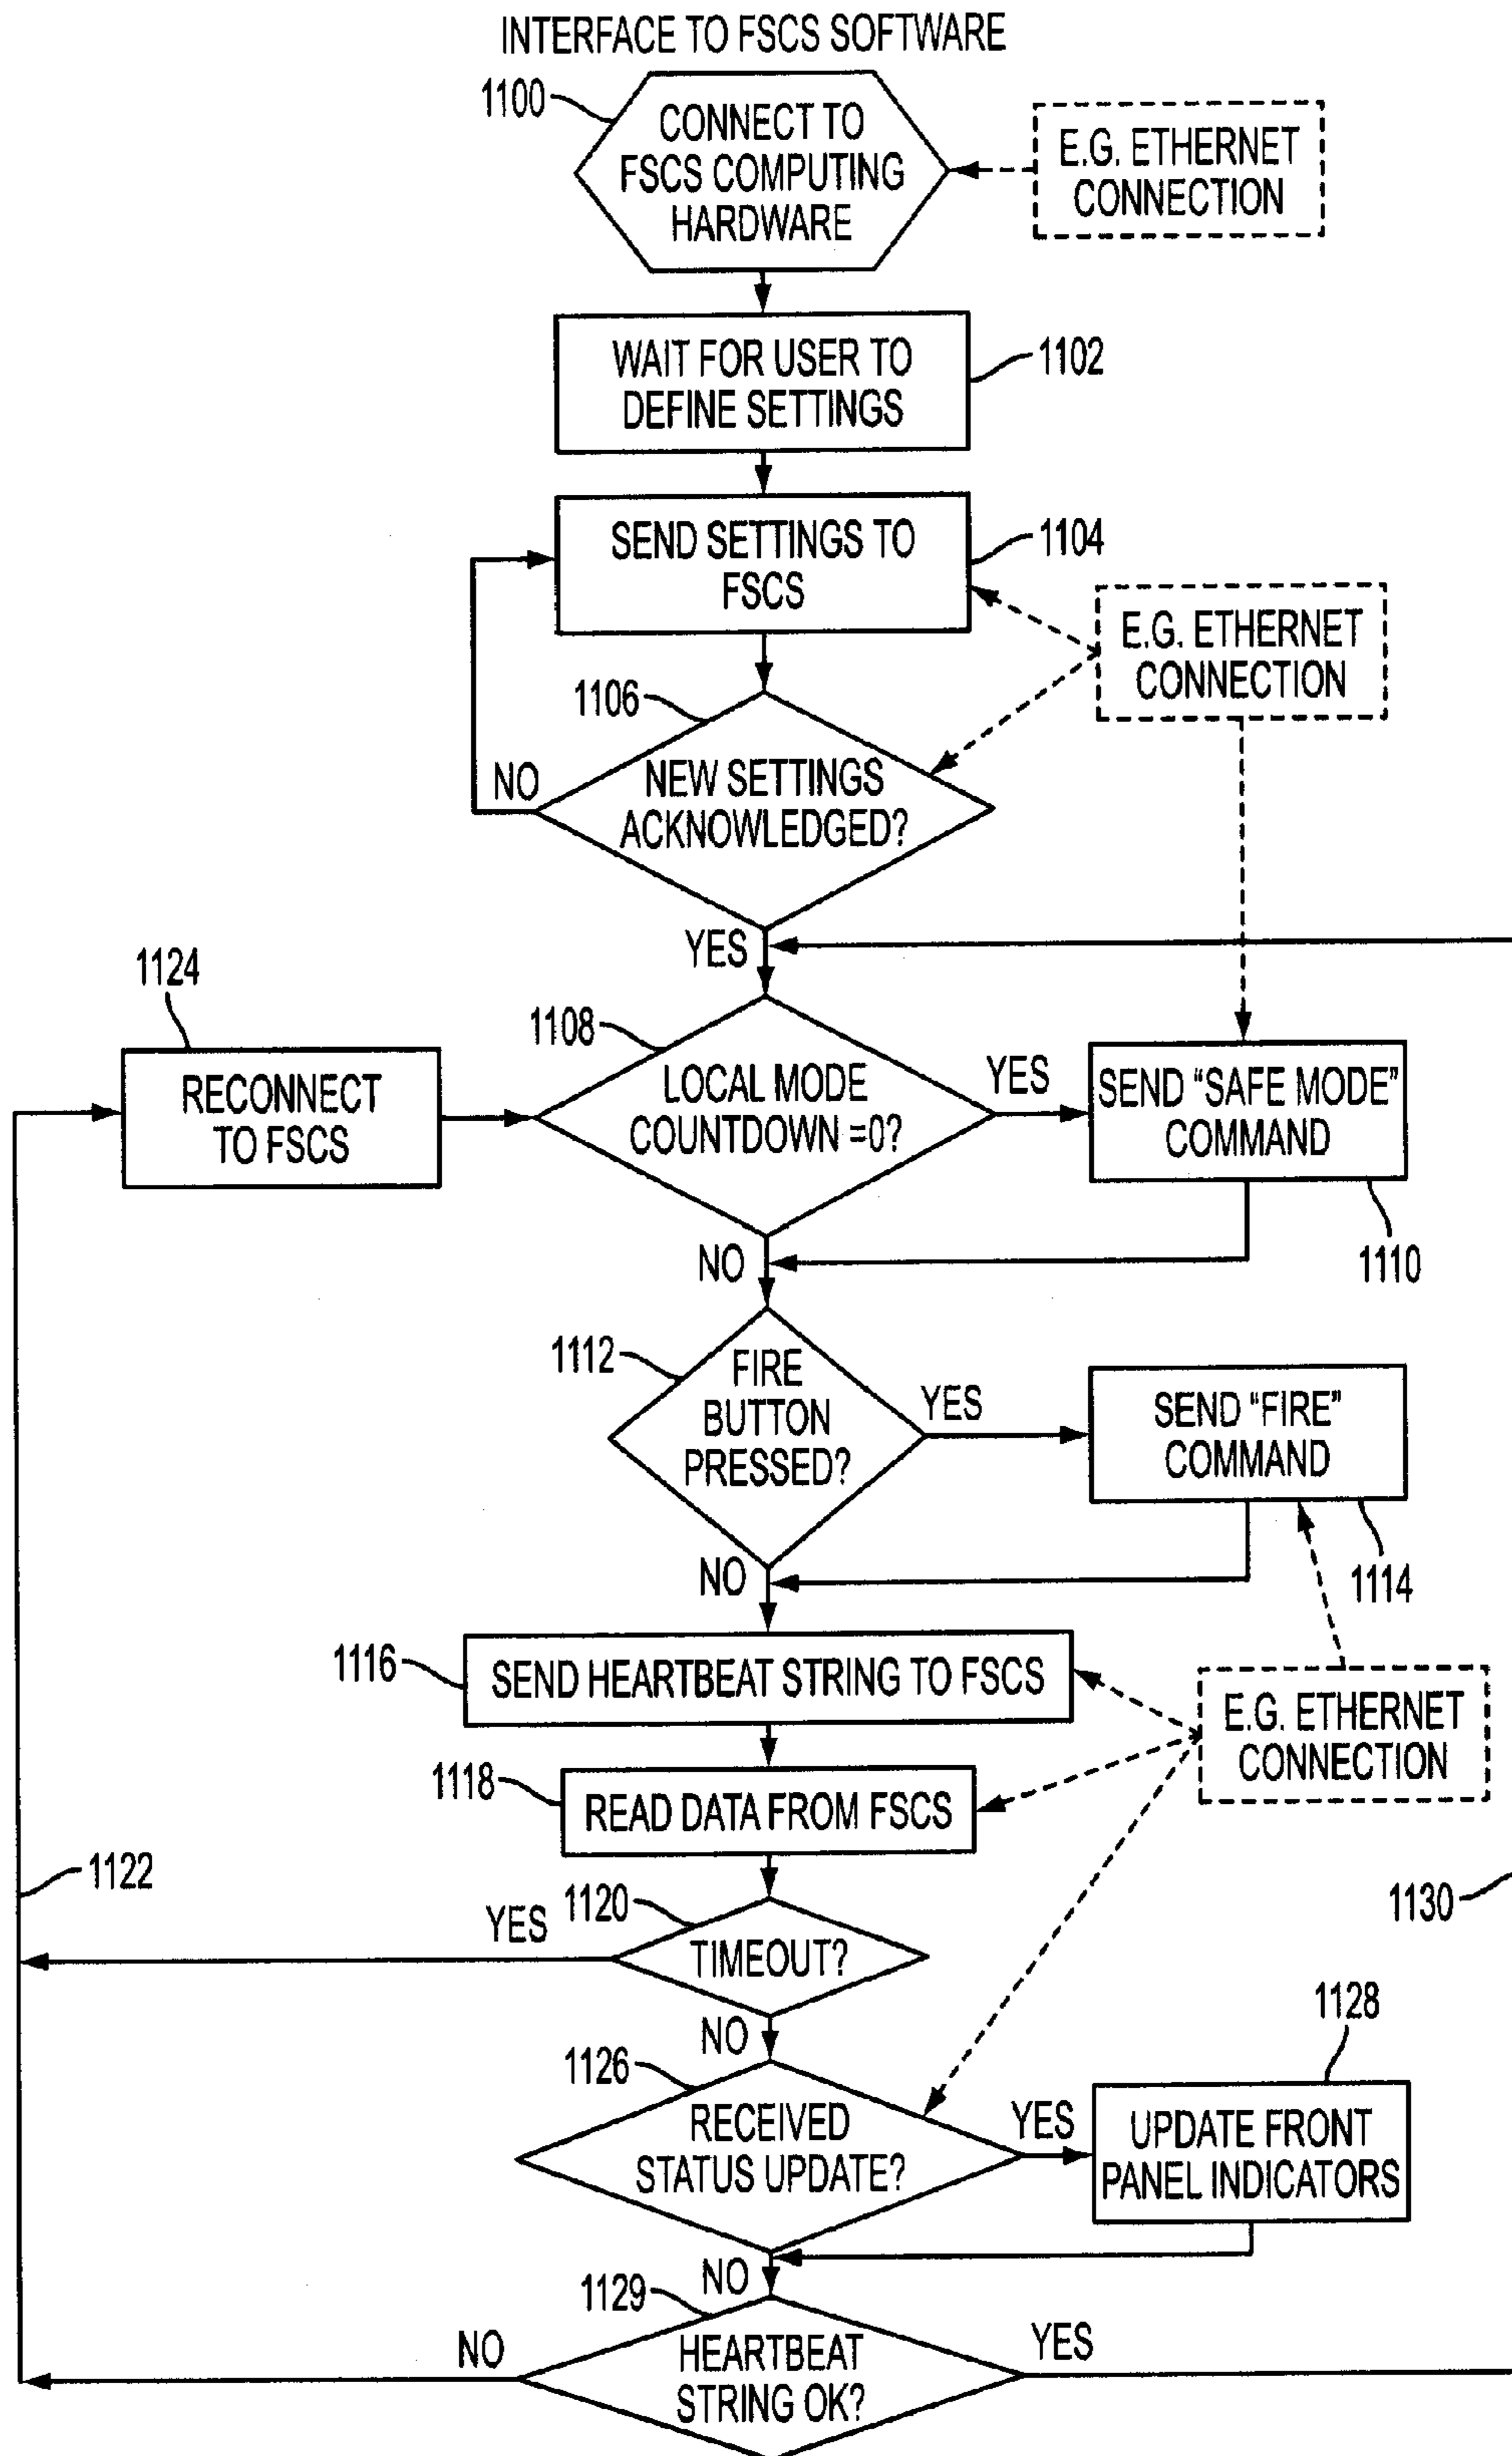 INTERFACE TO FSCS SOFTWARE
1100
CONNECT TO
FSCS COMPUTING
HARDWARE
E.G. ETHERNET
CONNECTION
WAIT FOR USER TO
DEFINE SETTINGS
1102
SEND SETTINGS TO
FSCS
1104
E.G. ETHERNET
CONNECTION
1106
NEW SETTINGS
ACKNOWLEDGED?
NO
YES
1124
RECONNECT
TO FSCS
1108
LOCAL MODE
COUNTDOWN =0?
YES
SEND “SAFE MODE”
COMMAND
1110
NO
1112
FIRE
BUTTON
PRESSED?
YES
SEND “FIRE”
COMMAND
1114
NO
1116
SEND HEARTBEAT STRING TO FSCS
E.G. ETHERNET
CONNECTION
1118
READ DATA FROM FSCS
1122
1130
YES
1120
TIMEOUT?
NO
1126
RECEIVED
STATUS UPDATE?
YES
1128
UPDATE FRONT
PANEL INDICATORS
NO
1129
NO
HEARTBEAT
STRING OK?
YES